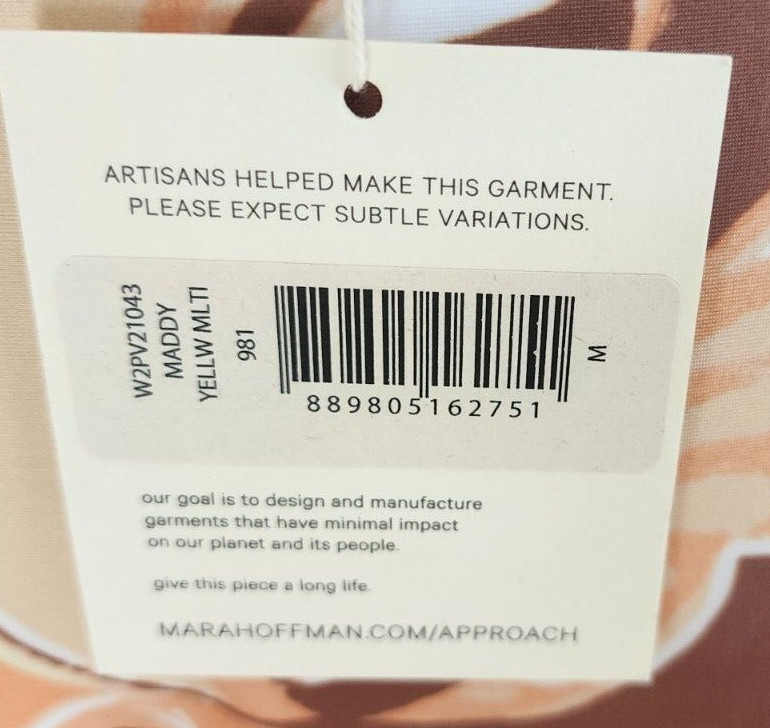 ARTISANS HELPED MAKE THIS GARMENT.
PLEASE EXPECT SUBTLE VARIATIONS.
W2PV21043
MADDY
YELLW MLTI
981
889805162751
M
our goal is to design and manufacture
garments that have minimal impact
on our planet and its people.
give this piece a long life.
MARAHOFFMAN.COM/APPROACH